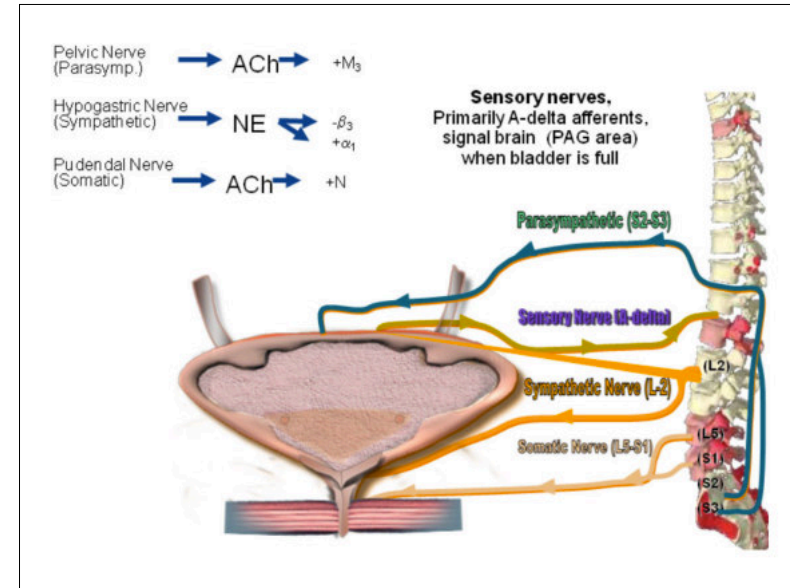 Pelvic Nerve
(Parasymp.)
ACh
+M₃
Hypogastric Nerve
(Sympathetic)
NE
-β₃
+α₁
Pudendal Nerve
(Somatic)
ACh
+N
Sensory nerves,
Primarily A-delta afferents,
signal brain (PAG area)
when bladder is full
Parasympathetic (S2-S3)
Sensory Nerve (A-delta)
(L2)
Sympathetic Nerve (L-2)
(L5)
Somatic Nerve (L5-S1)
(S1)
(S2)
(S3)